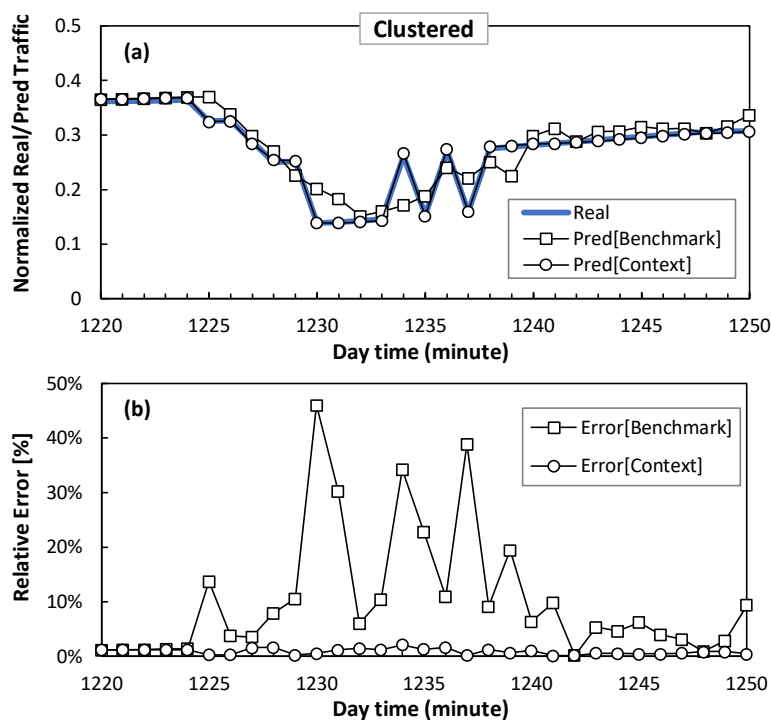 Clustered
(a)
Normalized Real/Pred Traffic
0.5
0.4
0.3
0.2
0.1
0
Real
Pred[Benchmark]
Pred[Context]
1220 1225 1230 1235 1240 1245 1250
Day time (minute)
(b)
Relative Error [%]
50%
40%
30%
20%
10%
0%
Error[Benchmark]
Error[Context]
1220 1225 1230 1235 1240 1245 1250
Day time (minute)